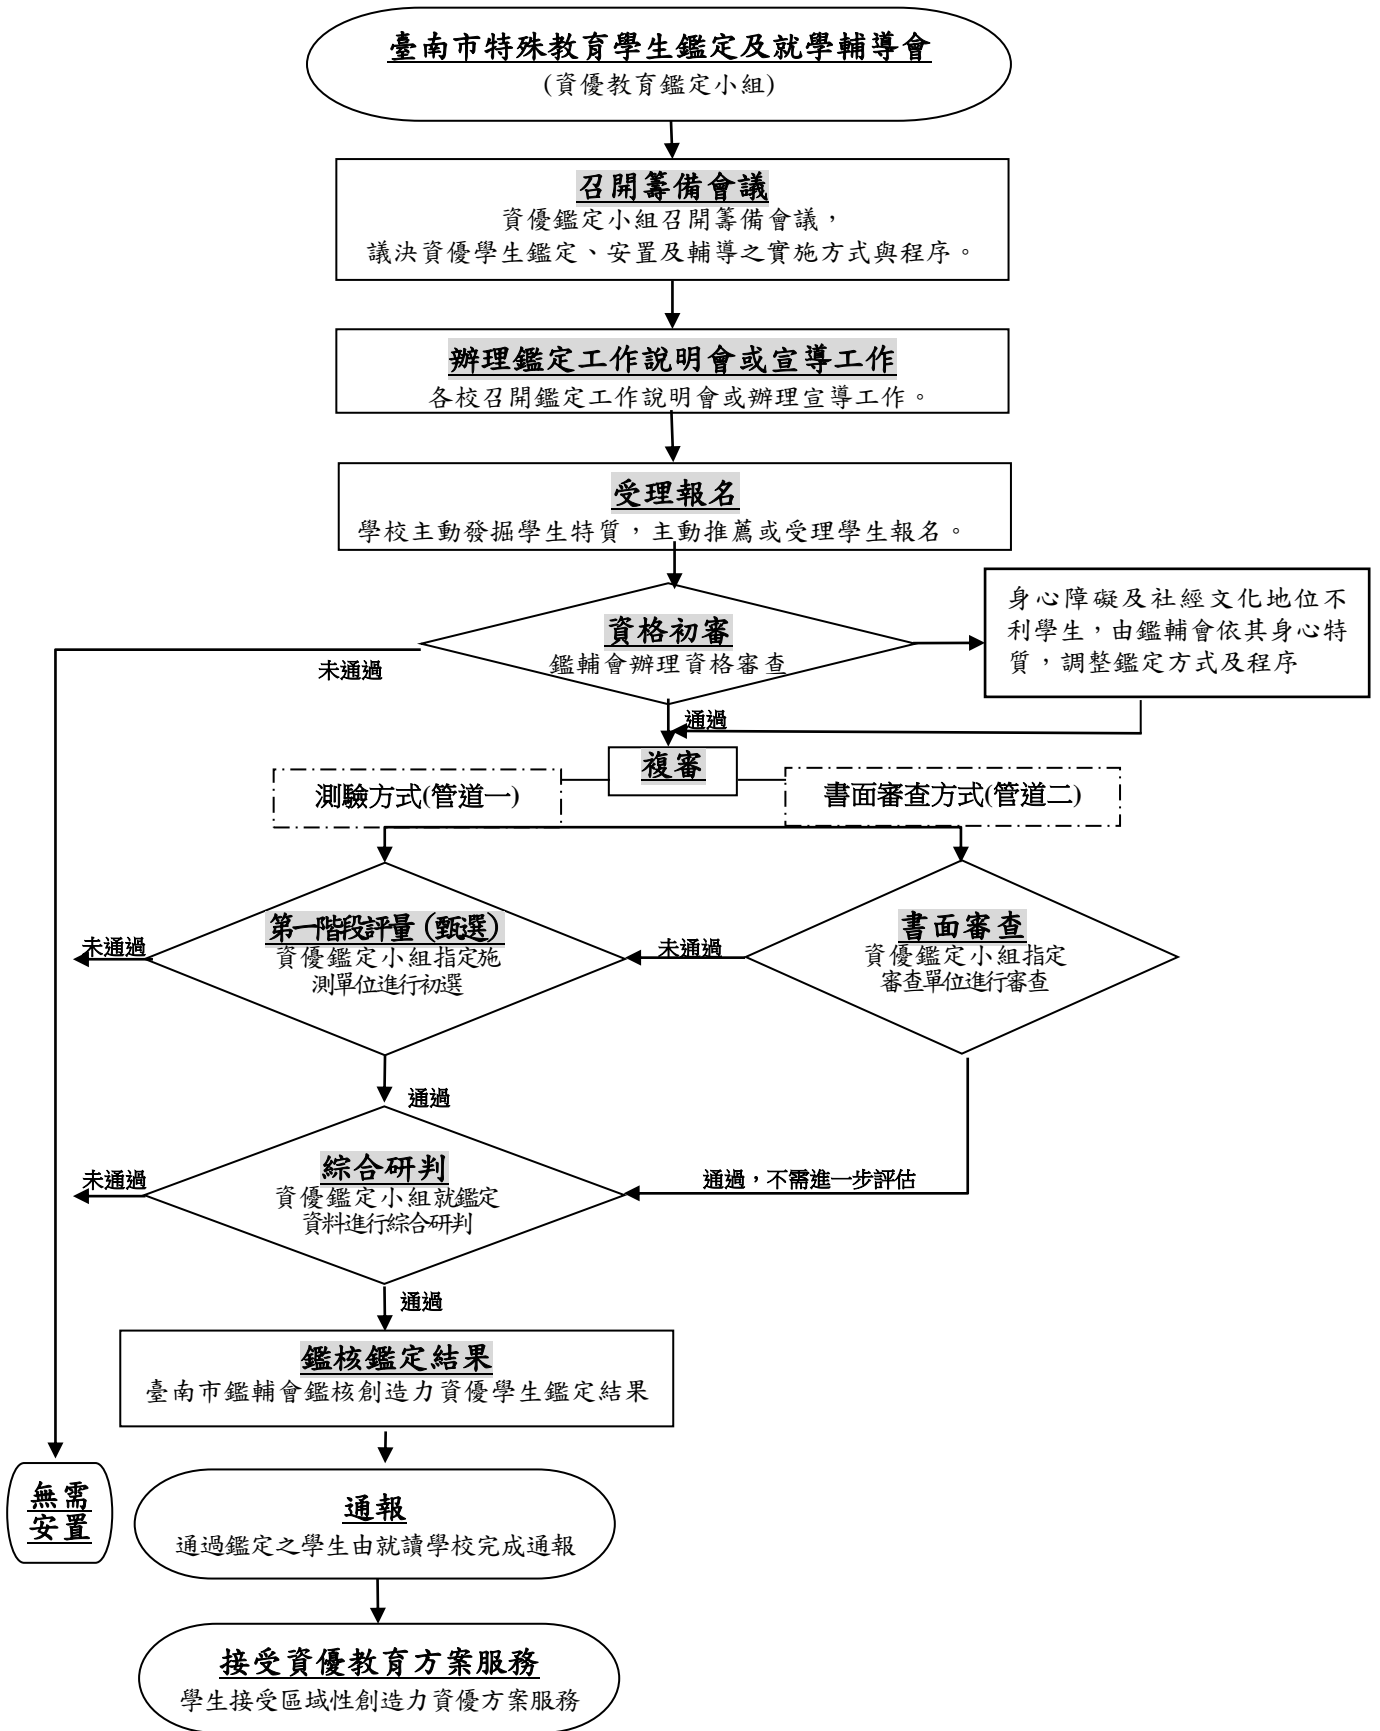 臺南市特殊教育學生鑑定及就學輔導會
(資優教育鑑定小組)
召開籌備會議
資優鑑定小組召開籌備會議，
議決資優學生鑑定、安置及輔導之實施方式與程序。
辦理鑑定工作說明會或宣導工作
各校召開鑑定工作說明會或辦理宣導工作。
受理報名
學校主動發掘學生特質，主動推薦或受理學生報名。
資格初審
鑑輔會辦理資格審查
身心障礙及社經文化地位不
利學生，由鑑輔會依其身心特
質，調整鑑定方式及程序
未通過
通過
複審
測驗方式(管道一)
書面審查方式(管道二)
第一階段評量（甄選）
資優鑑定小組指定施
測單位進行初選
未通過
未通過
書面審查
資優鑑定小組指定
審查單位進行審查
通過
綜合研判
資優鑑定小組就鑑定
資料進行綜合研判
未通過
通過，不需進一步評估
通過
鑑核鑑定結果
臺南市鑑輔會鑑核創造力資優學生鑑定結果
無需
安置
通報
通過鑑定之學生由就讀學校完成通報
接受資優教育方案服務
學生接受區域性創造力資優方案服務